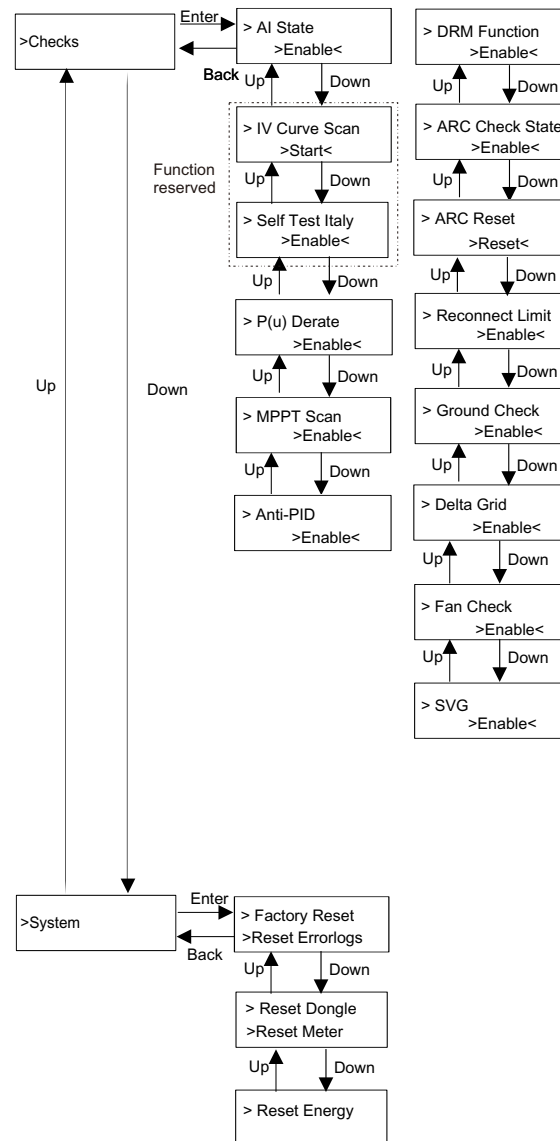 >Checks
Enter
Back
> AI State
>Enable<
Up
Down
Function
reserved
> IV Curve Scan
>Start<
Up
Down
> Self Test Italy
>Enable<
Up
Down
> P(u) Derate
>Enable<
Up
Down
> MPPT Scan
>Enable<
Up
Down
> Anti-PID
>Enable<
> DRM Function
>Enable<
Up
Down
> ARC Check State
>Enable<
Up
Down
> ARC Reset
>Reset<
Up
Down
> Reconnect Limit
>Enable<
Up
Down
> Ground Check
>Enable<
Up
Down
> Delta Grid
>Enable<
Up
Down
> Fan Check
>Enable<
Up
Down
> SVG
>Enable<
Up
Down
>System
Enter
Back
> Factory Reset
>Reset Errorlogs
Up
Down
> Reset Dongle
>Reset Meter
Up
Down
> Reset Energy